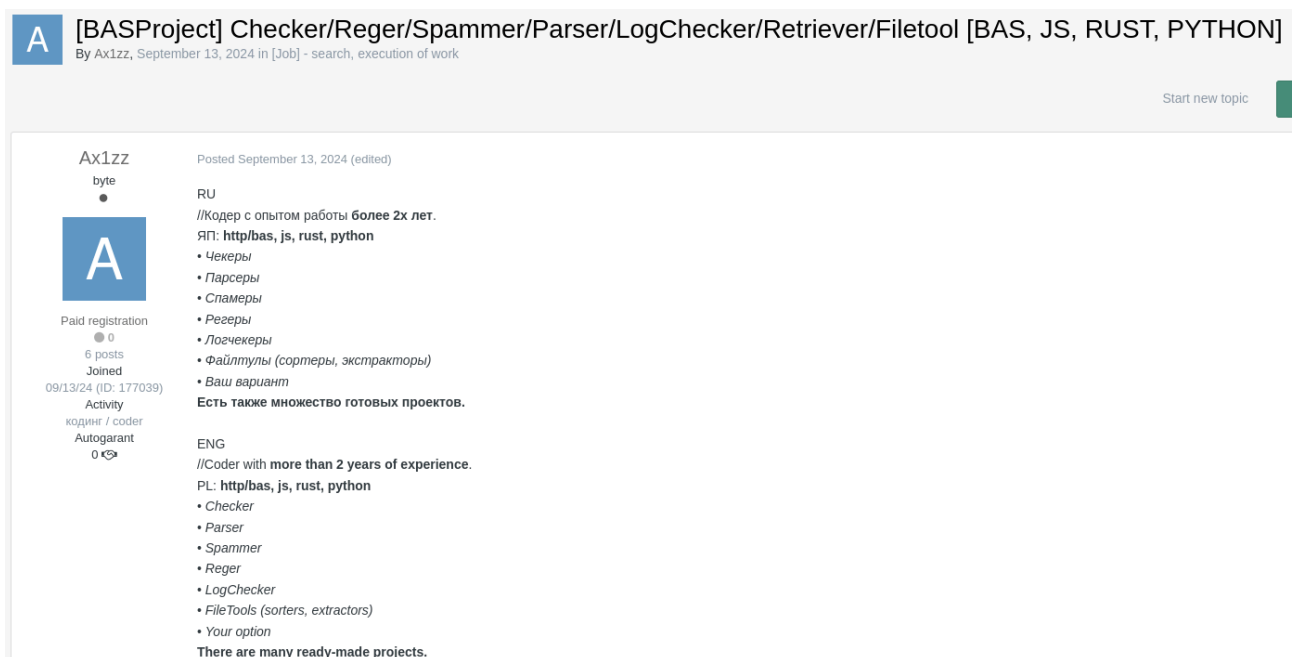 A
[BASProject] Checker/Reger/Spammer/Parser/LogChecker/Retriever/Filetool [BAS, JS, RUST, PYTHON]
By Ax1zz, September 13, 2024 in [Job] - search, execution of work
Start new topic
Ax1zz
byte
A
Paid registration
0
6 posts
Joined
09/13/24 (ID: 177039)
Activity
кодинг / coder
Autogarant
0
Posted September 13, 2024 (edited)
RU
//Кодер с опытом работы более 2х лет.
ЯП: http/bas, js, rust, python
• Чекеры
• Парсеры
• Спамеры
• Регеры
• Логчекеры
• Файлтулы (сортеры, экстракторы)
• Ваш вариант
Есть также множество готовых проектов.
ENG
//Coder with more than 2 years of experience.
PL: http/bas, js, rust, python
• Checker
• Parser
• Spammer
• Reger
• LogChecker
• FileTools (sorters, extractors)
• Your option
There are many ready-made projects.